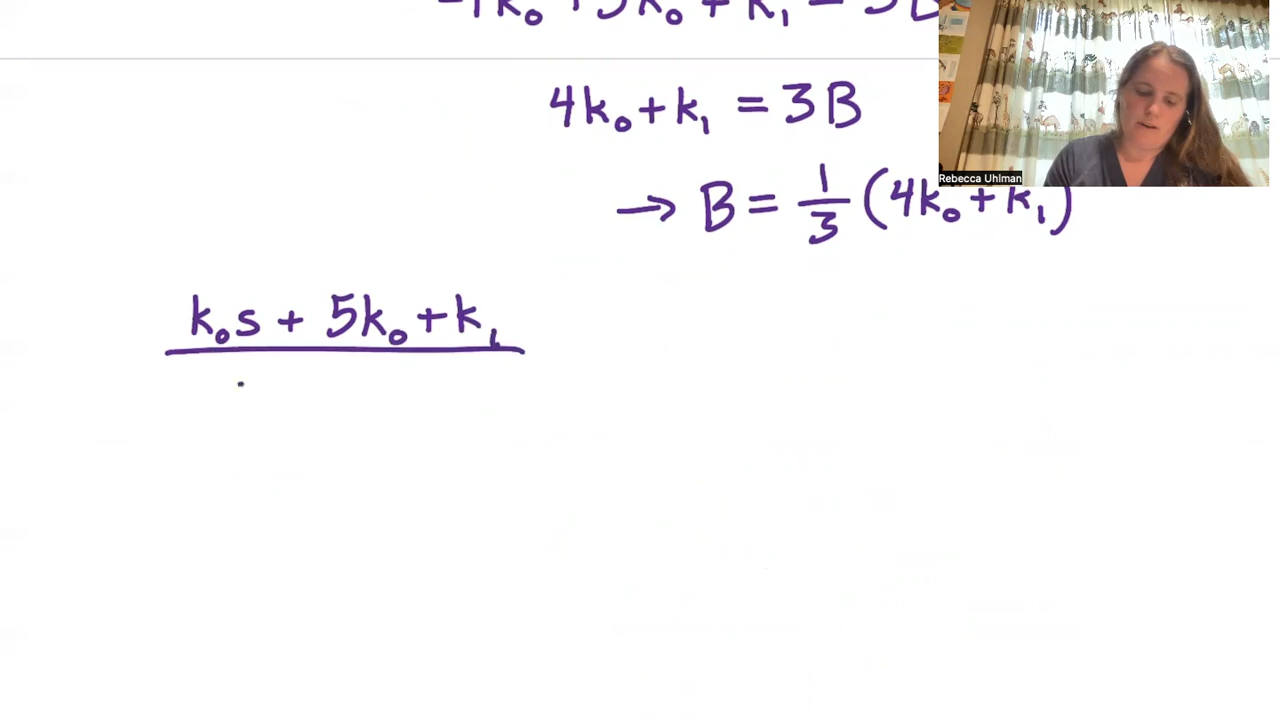 4k₀ + k₁ = 3B
→ B = 1/3 (4k₀ + k₁)
Rebecca Uhlman
k₀s + 5k₀ + k₁